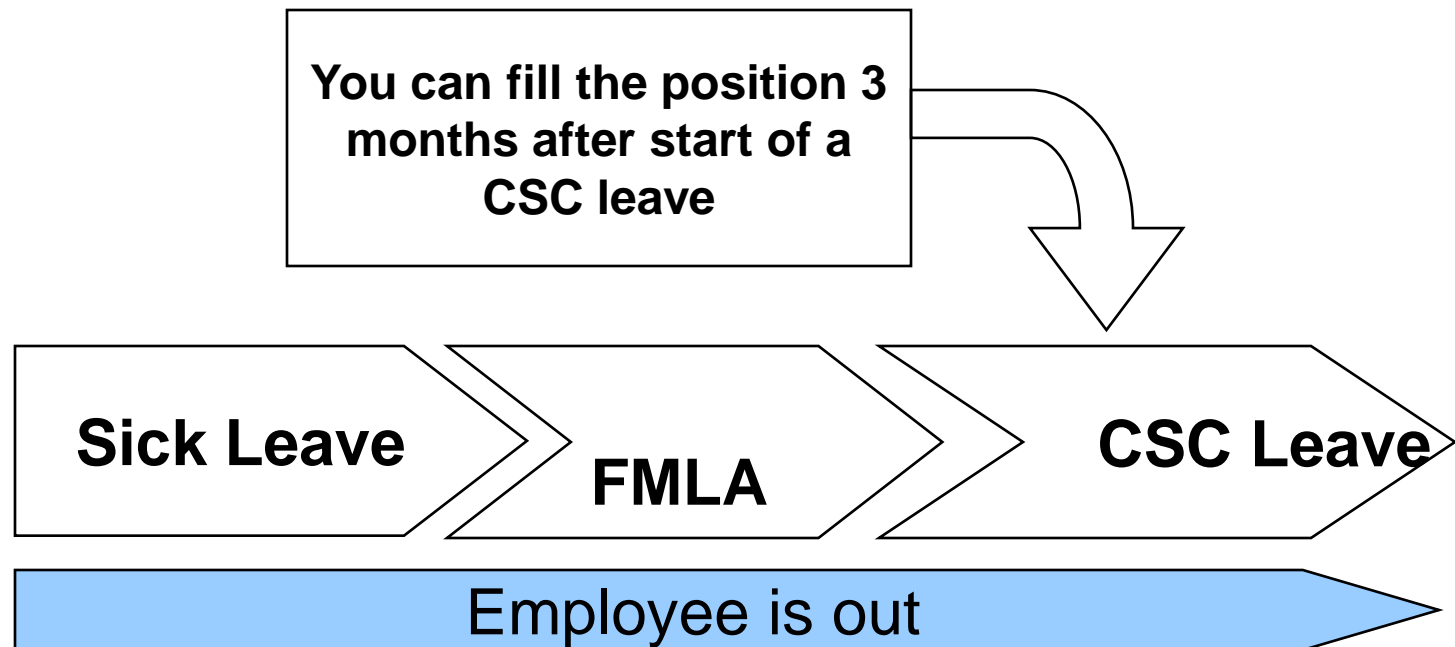 You can fill the position 3
months after start of a
CSC leave
Sick Leave
FMLA
CSC Leave
Employee is out